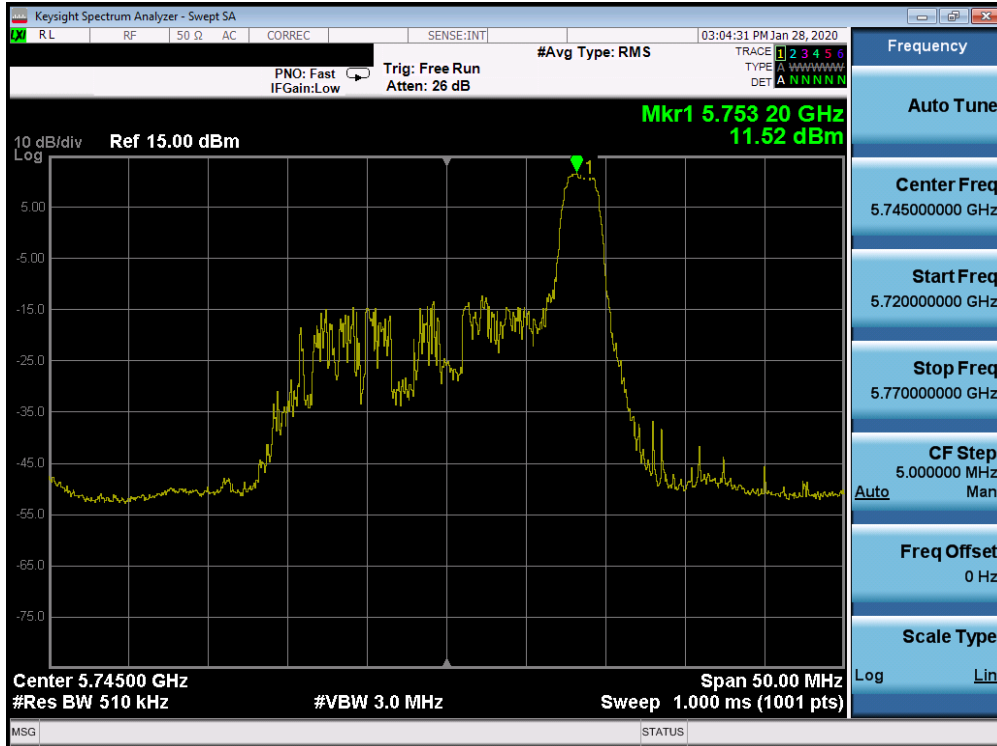 Keysight Spectrum Analyzer - Swept SA
LXI RL RF 50 Ω AC CORREC SENSE:INT 03:04:31 PM Jan 28, 2020
#Avg Type: RMS
TRACE 1 2 3 4 5 6
TYPE A WWWWW
DET A N N N N N
PNO: Fast
IFGain:Low
Trig: Free Run
Atten: 26 dB
Mkr1 5.753 20 GHz
11.52 dBm
10 dB/div
Log
Ref 15.00 dBm
1
5.00
-5.00
-15.0
-25.0
-35.0
-45.0
-55.0
-65.0
-75.0
Center 5.74500 GHz
Span 50.00 MHz
#Res BW 510 kHz
#VBW 3.0 MHz
Sweep 1.000 ms (1001 pts)
MSG
STATUS
Frequency
Auto Tune
Center Freq
5.745000000 GHz
Start Freq
5.720000000 GHz
Stop Freq
5.770000000 GHz
CF Step
5.000000 MHz
Auto Man
Freq Offset
0 Hz
Scale Type
Log Lin